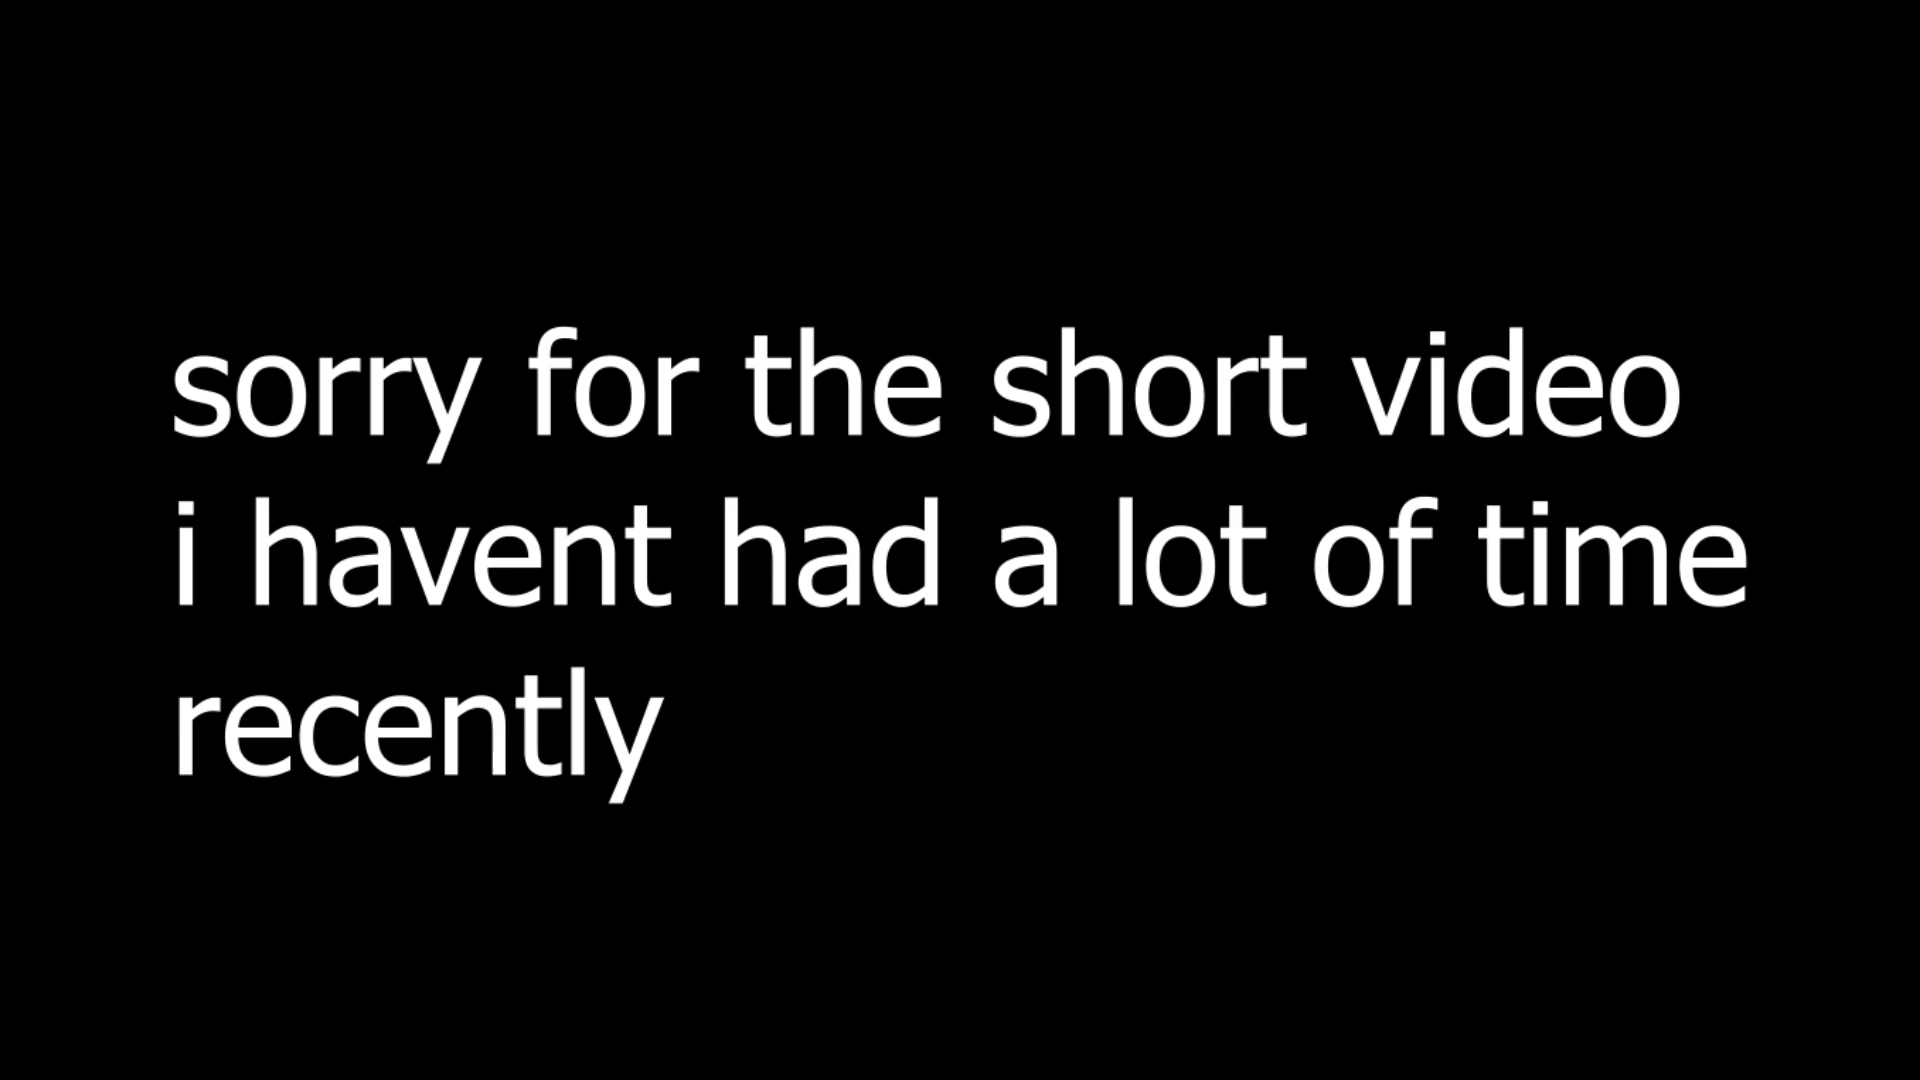 sorry for the short video
i havent had a lot of time
recently